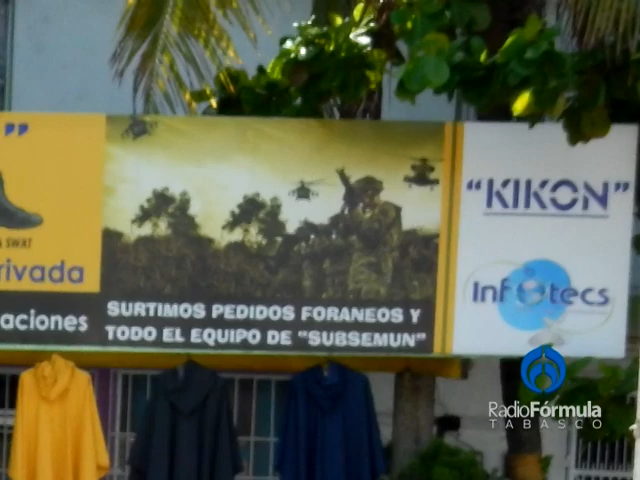 "
SWAT
rivada
aciones
SURTIMOS PEDIDOS FORANEOS Y
TODO EL EQUIPO DE "SUBSEMUN"
"KIKON"
Infotecs
RadioFórmula
TABASCO